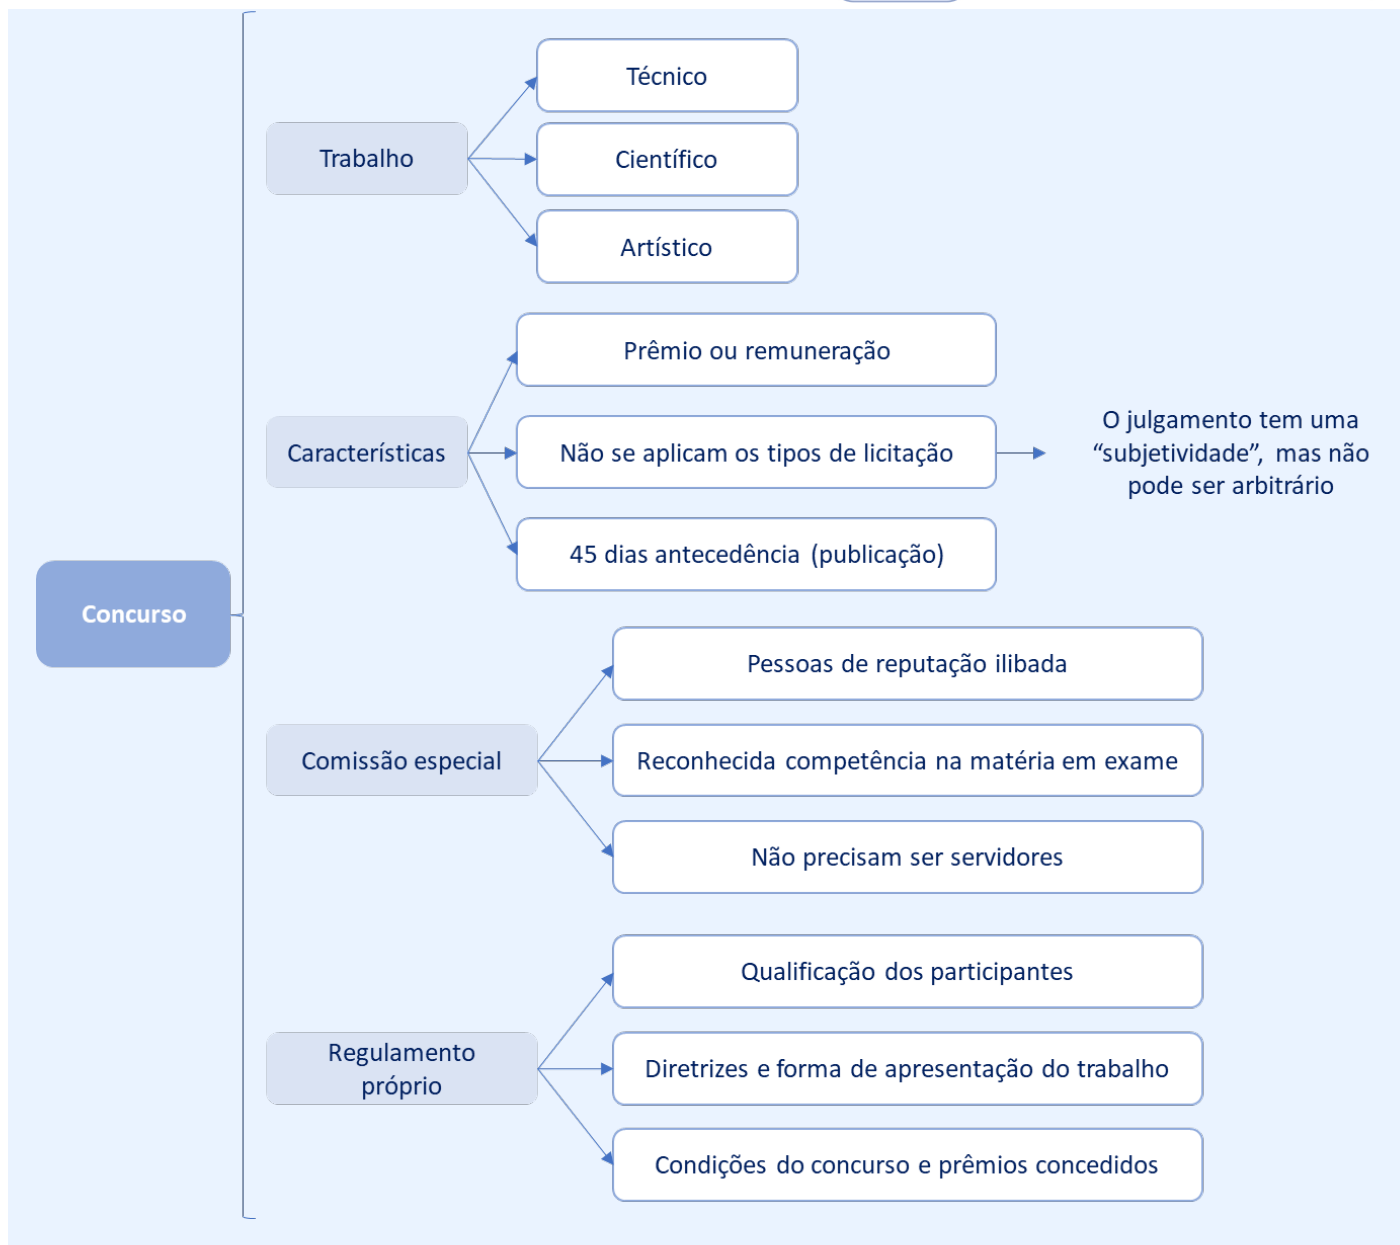 Técnico
Trabalho
Científico
Artístico
Prêmio ou remuneração
Características
Não se aplicam os tipos de licitação
O julgamento tem uma
“subjetividade”, mas não
pode ser arbitrário
45 dias antecedência (publicação)
Concurso
Pessoas de reputação ilibada
Comissão especial
Reconhecida competência na matéria em exame
Não precisam ser servidores
Qualificação dos participantes
Regulamento
próprio
Diretrizes e forma de apresentação do trabalho
Condições do concurso e prêmios concedidos